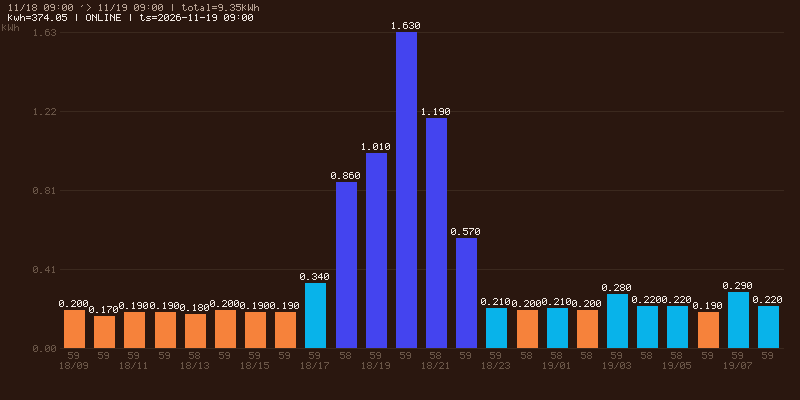 11/18 09:00 -> 11/19 09:00 | total=9.35kWh
Kwh=374.05 | ONLINE | ts=2026-11-19 09:00
kWh
1.63
1.22
0.81
0.41
0.00
0.200 0.170 0.190 0.190 0.180 0.200 0.190 0.190 0.340 0.860 1.010 1.630 1.190 0.570 0.210 0.200 0.210 0.200 0.280 0.220 0.220 0.190 0.290 0.220
59 59 59 59 58 59 59 59 59 58 59 59 58 59 59 58 59 58 59 58 58 59 59 59
18/09 18/11 18/13 18/15 18/17 18/19 18/21 18/23 19/01 19/03 19/05 19/07